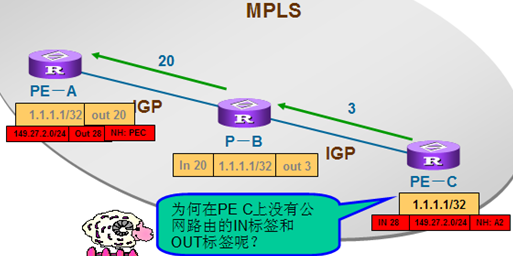 MPLS
20
R
PE－A
1.1.1.1/32 out 20
IGP
149.27.2.0/24 Out 28 NH: PEC
3
R
P－B
In 20 1.1.1.1/32 out 3
IGP
R
PE－C
1.1.1.1/32
IN 28 149.27.2.0/24 NH: A2
为何在PE C上没有公
网路由的IN标签和
OUT标签呢？